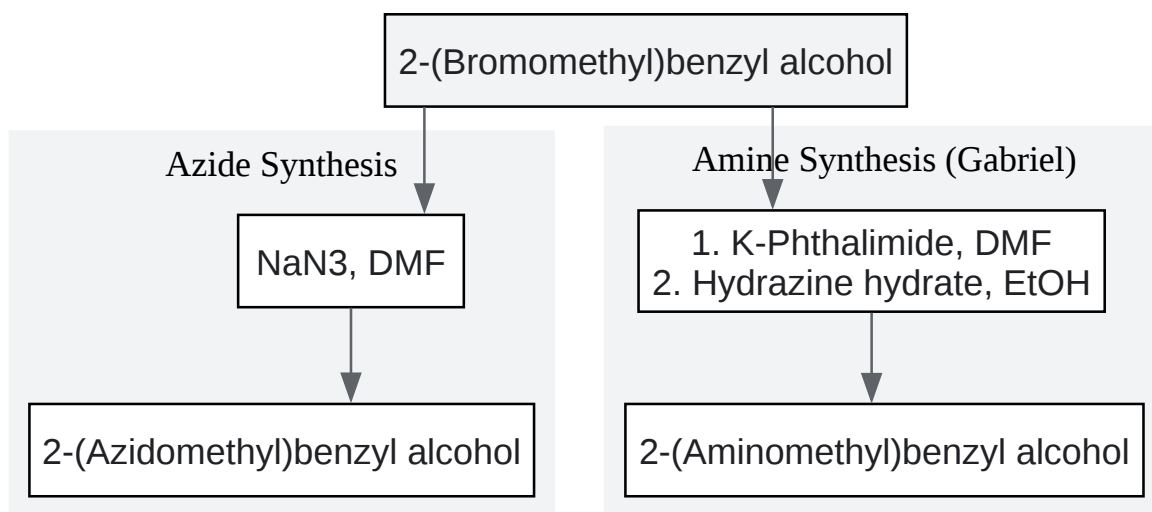 2-(Bromomethyl)benzyl alcohol
Azide Synthesis
NaN3, DMF
2-(Azidomethyl)benzyl alcohol
Amine Synthesis (Gabriel)
1. K-Phthalimide, DMF
2. Hydrazine hydrate, EtOH
2-(Aminomethyl)benzyl alcohol